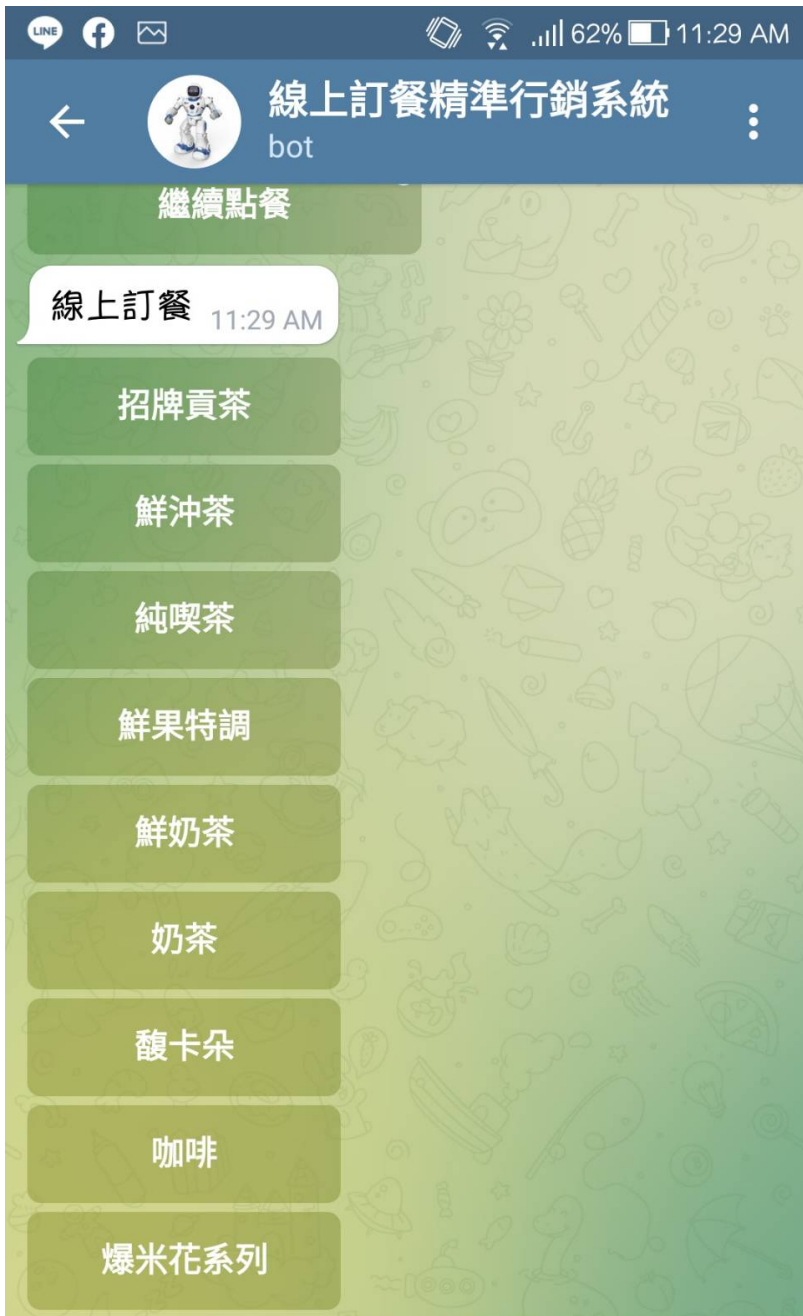 LINE
62% 11:29 AM
線上訂餐精準行銷系統
bot
繼續點餐
線上訂餐 11:29 AM
招牌貢茶
鮮沖茶
純喫茶
鮮果特調
鮮奶茶
奶茶
馥卡朵
咖啡
爆米花系列